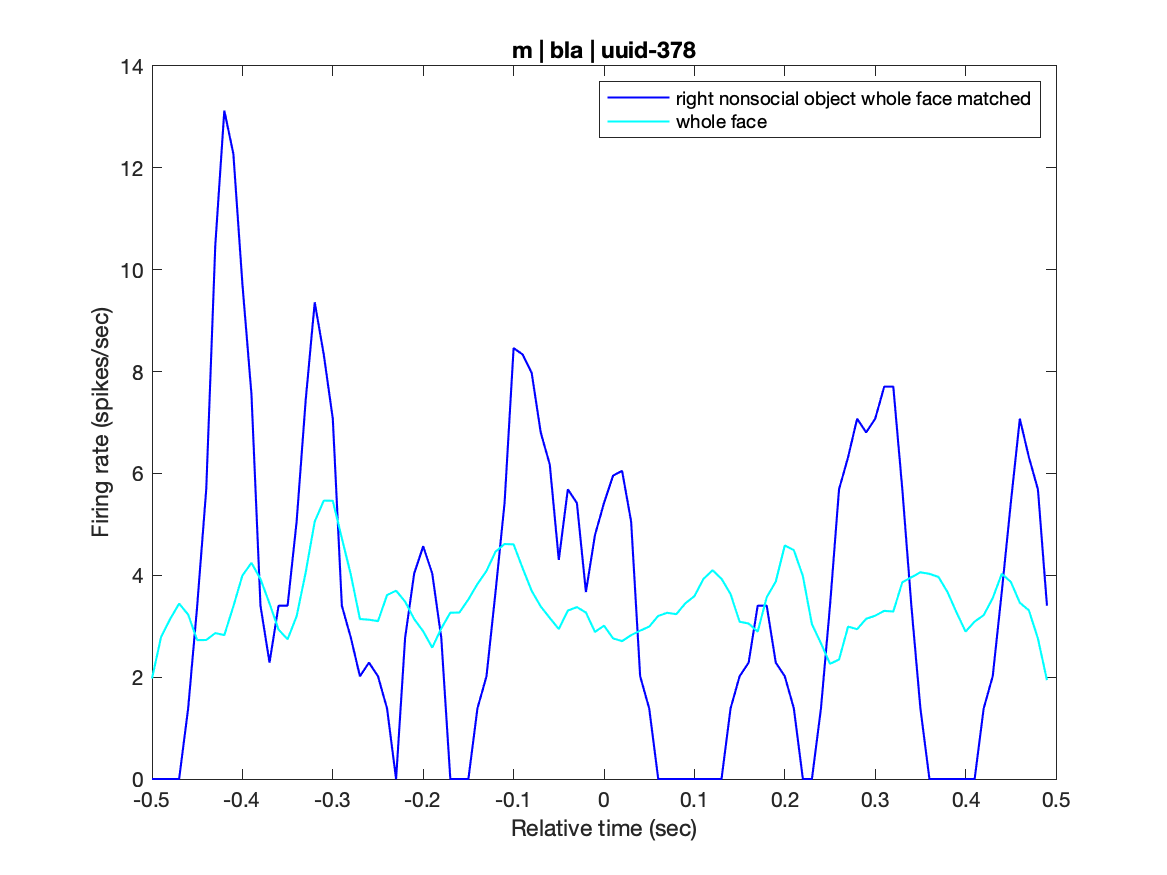 m | bla | uuid-378
right nonsocial object whole face matched
whole face
14
12
10
8
6
4
2
0
Firing rate (spikes/sec)
-0.5 -0.4 -0.3 -0.2 -0.1 0 0.1 0.2 0.3 0.4 0.5
Relative time (sec)